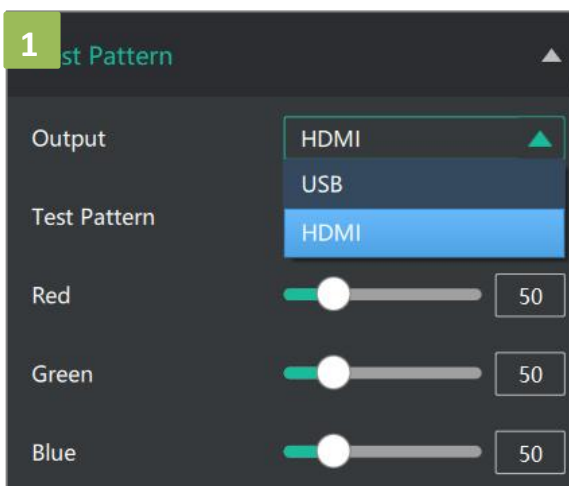 1
st Pattern
Output HDMI
USB
Test Pattern
HDMI
Red 50
Green 50
Blue 50